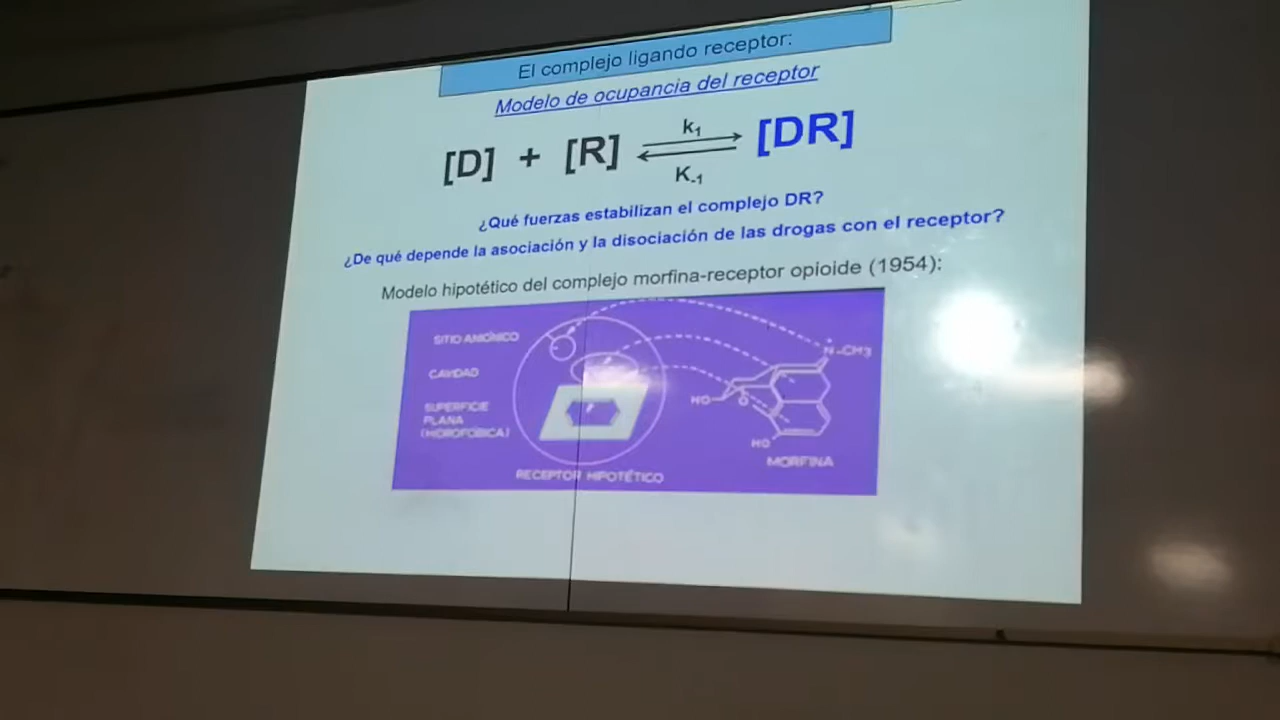 El complejo ligando receptor:
Modelo de ocupancia del receptor
[D] + [R] k₁ K₋₁ [DR]
¿Qué fuerzas estabilizan el complejo DR?
¿De qué depende la asociación y la disociación de las drogas con el receptor?
Modelo hipotético del complejo morfina-receptor opioide (1954):
SITIO ANIÓNICO
CAVIDAD
SUPERFICIE
PLANA
(HIDROFÓBICA)
RECEPTOR HIPOTÉTICO
N-CH3
HO
O
HO
MORFINA